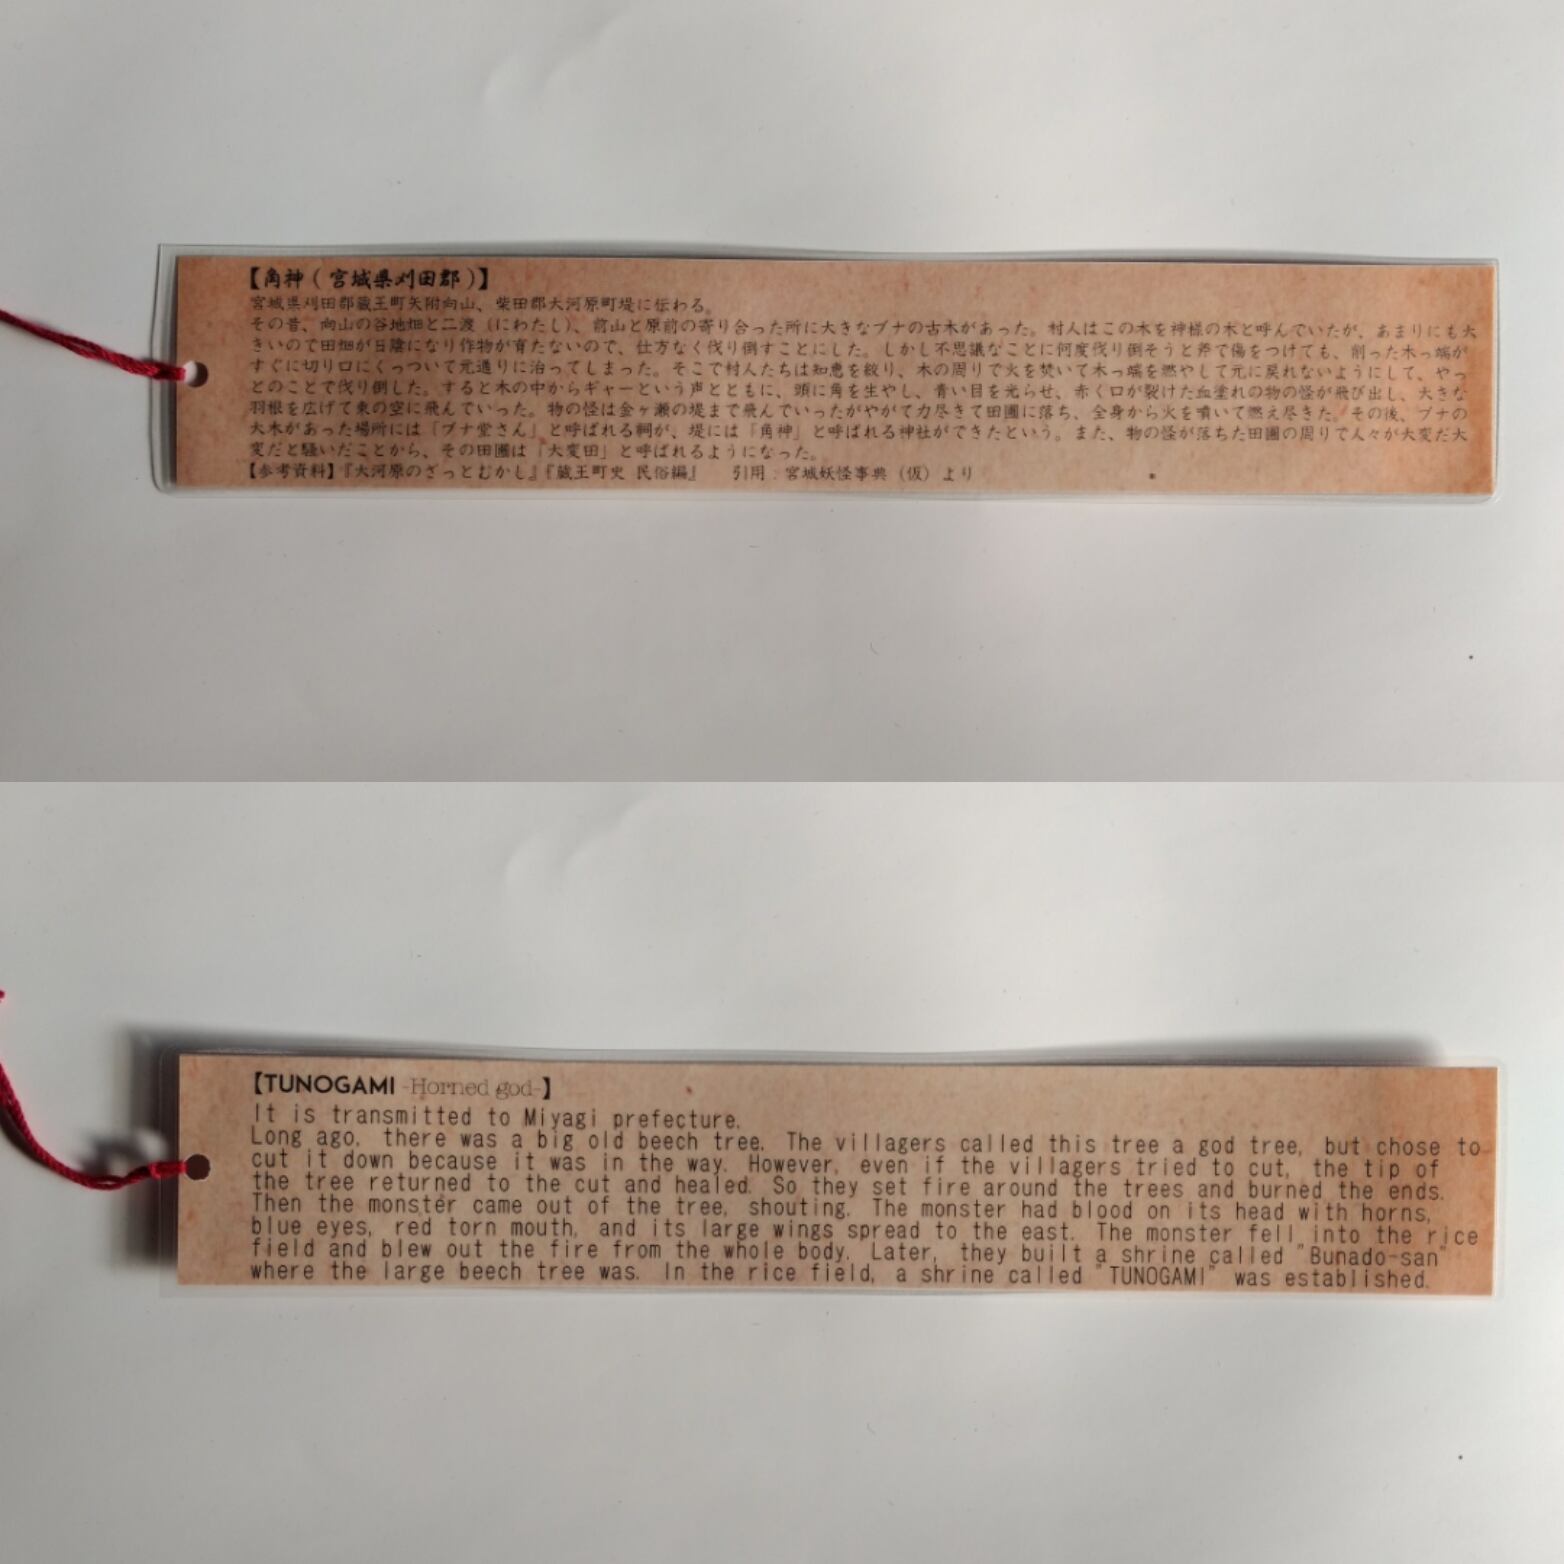 【角神(宮城県刈田郡)】
宮城県刈田郡蔵王町矢附向山、柴田郡大河原町堤に伝わる。
その昔、向山の谷地畑と二渡（にわたし）、前山と原前の寄り合った所に大きなブナの古木があった。村人はこの木を神様の木と呼んでいたが、あまりにも大
きいので田畑が日陰になり作物が育たないので、仕方なく伐り倒すことにした。しかし不思議なことに何度伐り倒そうと斧で傷をつけても、削った木っ端が
すぐに切り口にくっついて元通りに治ってしまった。そこで村人たちは知恵を絞り、木の周りで火を焚いて木っ端を燃やして元に戻れないようにして、やっ
とのことで伐り倒した。すると木の中からギャーという声とともに、頭に角を生やし、青い目を光らせ、赤く口が裂けた血塗れの物の怪が飛び出し、大きな
羽根を広げて東の空に飛んでいった。物の怪は金ヶ瀬の堤まで飛んでいったがやがて力尽きて田圃に落ち、全身から火を噴いて燃え尽きた。その後、ブナの
大木があった場所には「ブナ堂さん」と呼ばれる祠が、堤には「角神」と呼ばれる神社ができたという。また、物の怪が落ちた田圃の周りで人々が大変だ大
変だと騒いだことから、その田圃は「大変田」と呼ばれるようになった。
【参考資料】『大河原のざっとむかし』『蔵王町史 民俗編』　引用：宮城妖怪事典（仮）より
【TUNOGAMI -Horned god-】
It is transmitted to Miyagi prefecture.
Long ago, there was a big old beech tree. The villagers called this tree a god tree, but chose to
cut it down because it was in the way. However, even if the villagers tried to cut, the tip of
the tree returned to the cut and healed. So they set fire around the trees and burned the ends.
Then the monster came out of the tree, shouting. The monster had blood on its head with horns,
blue eyes, red torn mouth, and its large wings spread to the east. The monster fell into the rice
field and blew out the fire from the whole body. Later, they built a shrine called "Bunado-san"
where the large beech tree was. In the rice field, a shrine called "TUNOGAMI" was established.